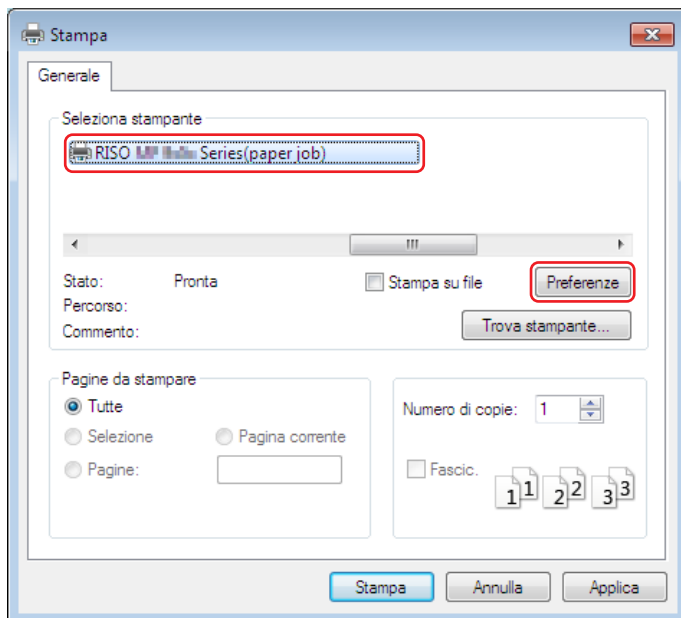 Stampa
Generale
Seleziona stampante
RISO Series(paper job)
Stato: Pronta
Stampa su file
Preferenze
Percorso:
Commento:
Trova stampante...
Pagine da stampare
Tutte
Selezione
Pagina corrente
Pagine:
Numero di copie: 1
Fascic.
1 1 2 2 3 3
Stampa Annulla Applica